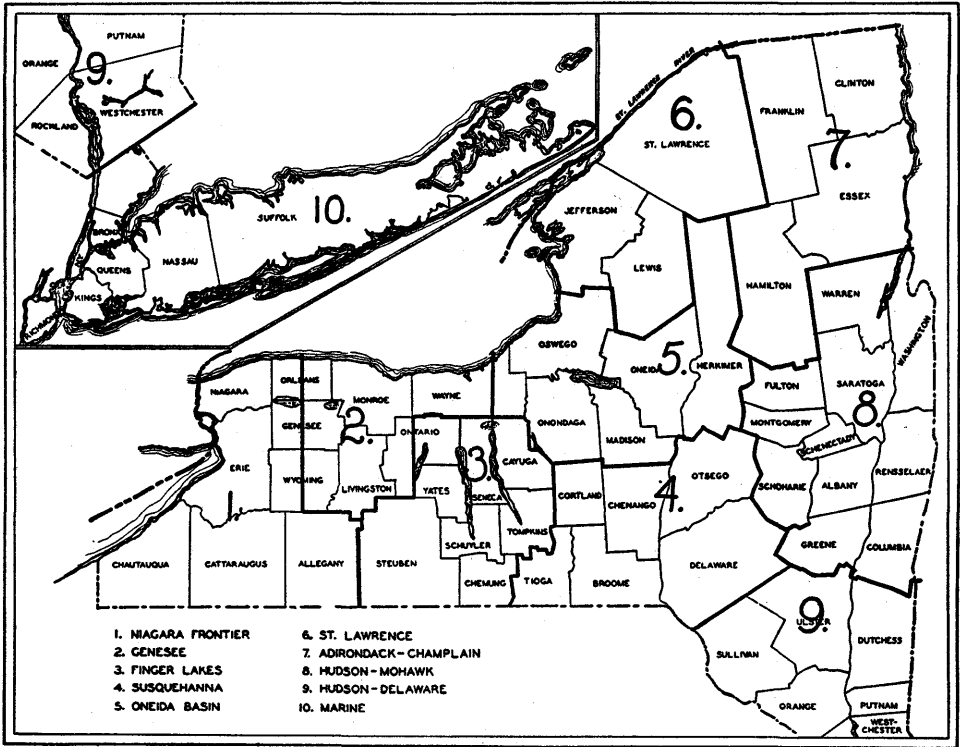 PUTNAM
ORANGE
9.
WESTCHESTER
ROCKLAND
SUFFOLK
10.
BRONX
NASSAU
QUEENS
KINGS
RICHMOND
ST. LAWRENCE RIVER
6.
ST. LAWRENCE
FRANKLIN
CLINTON
7.
ESSEX
JEFFERSON
LEWIS
HAMILTON
WARREN
WASHINGTON
OSWEGO
ONEIDA
5.
HERKIMER
NIAGARA
ORLEANS
MONROE
WAYNE
FULTON
SARATOGA
8.
GENESEE
2.
ONTARIO
ONONDAGA
MADISON
MONTGOMERY
SCHENECTADY
ERIE
1
WYOMING
LIVINGSTON
YATES
3.
SENECA
CAYUGA
CORTLAND
CHENANGO
4.
OTSEGO
SCHOHARIE
ALBANY
RENSSELAER
TOMPKINS
SCHUYLER
CHAUTAUQUA
CATTARAUGUS
ALLEGANY
STEUBEN
CHEMUNG
TIOGA
BROOME
DELAWARE
GREENE
COLUMBIA
9.
ULSTER
SULLIVAN
DUTCHESS
ORANGE
PUTNAM
WEST-
CHESTER
1. NIAGARA FRONTIER
2. GENESEE
3. FINGER LAKES
4. SUSQUEHANNA
5. ONEIDA BASIN
6. ST. LAWRENCE
7. ADIRONDACK-CHAMPLAIN
8. HUDSON-MOHAWK
9. HUDSON-DELAWARE
10. MARINE